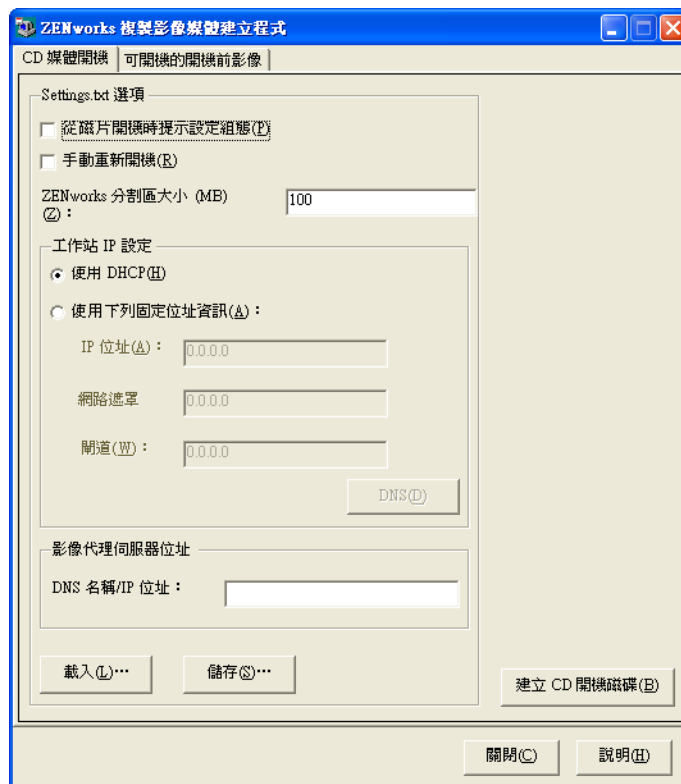 ZENworks 複製影像媒體建立程式
CD 媒體開機
可開機的開機前影像
Settings.txt 選項
從磁片開機時提示設定組態(P)
手動重新開機(R)
ZENworks 分割區大小 (MB)
(Z)：
100
工作站 IP 設定
使用 DHCP(H)
使用下列固定位址資訊(A)：
IP 位址(A)：
0.0.0.0
網路遮罩
0.0.0.0
閘道(W)：
0.0.0.0
DNS(D)
影像代理伺服器位址
DNS 名稱/IP 位址：
載入(L)…
儲存(S)…
建立 CD 開機磁碟(B)
關閉(C)
說明(H)